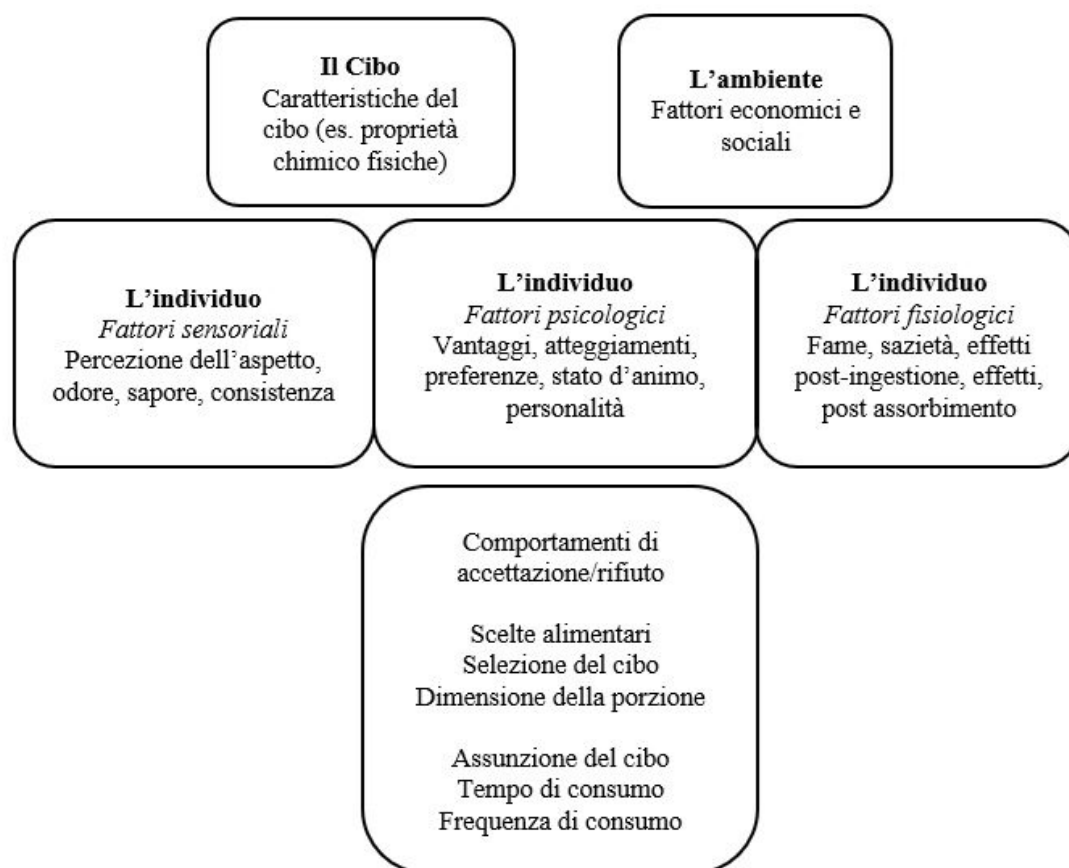 Il Cibo
Caratteristiche del
cibo (es. proprietà
chimico físiche)
L'ambiente
Fattori economici e
sociali
L'individuo
Fattori sensoriali
Percezione dell'aspetto,
odore, sapore, consistenza
L'individuo
Fattori psicologici
Vantaggi, atteggiamenti,
preferenze, stato d'animo,
personalità
L'individuo
Fattori fisiologici
Fame, sazietà, effetti
post-ingestione, effetti,
post assorbimento
Comportamenti di
accettazione/rifiuto
Scelte alimentari
Selezione del cibo
Dimensione della porzione
Assunzione del cibo
Tempo di consumo
Frequenza di consumo